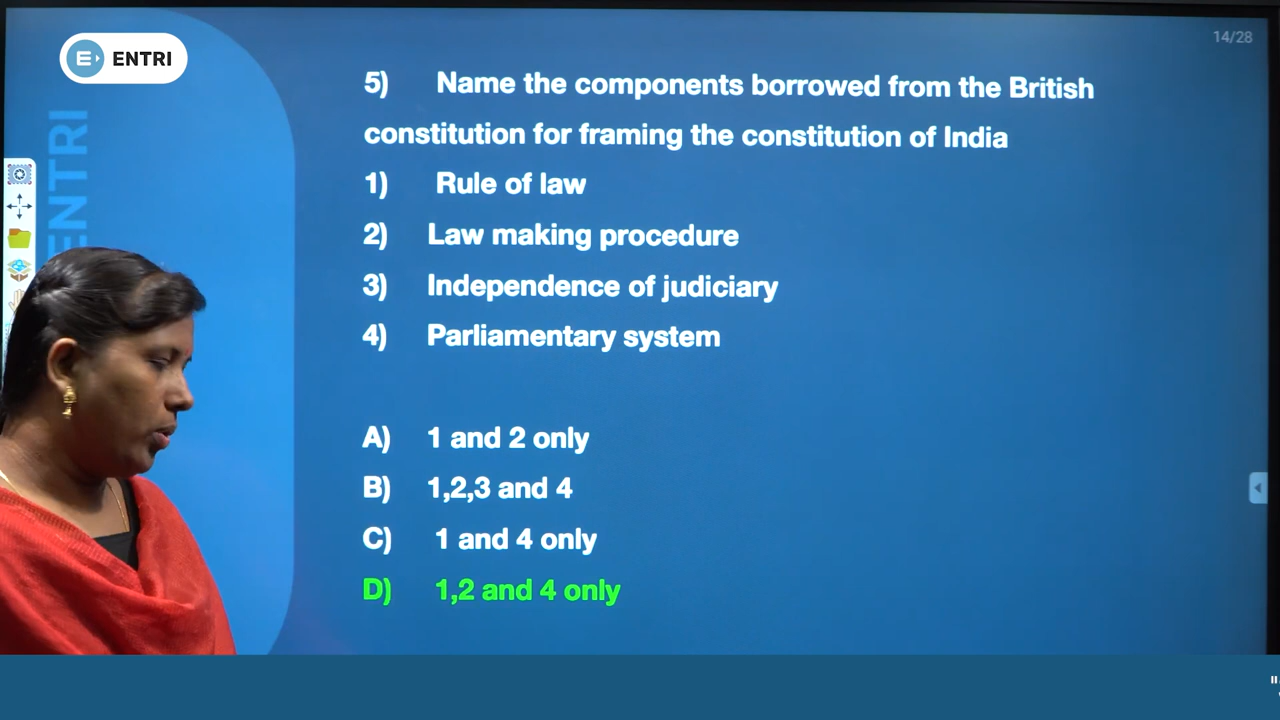 14/28
ENTRI
ENTRI
5) Name the components borrowed from the British
constitution for framing the constitution of India
1) Rule of law
2) Law making procedure
3) Independence of judiciary
4) Parliamentary system
A) 1 and 2 only
B) 1,2,3 and 4
C) 1 and 4 only
D) 1,2 and 4 only